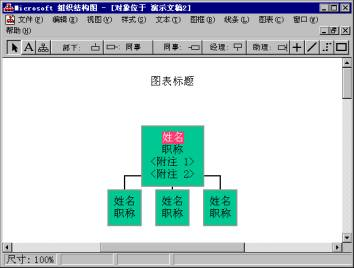 Microsoft 组织结构图 - [对象位于 演示文稿2]
文件(F) 编辑(E) 视图(V) 样式(S) 文本(T) 图框(B) 线条(L) 图表(C) 窗口(W)
帮助(H)
A 部下: 同事 同事: 经理: 助理:
图表标题
姓名
职称
<附注 1>
<附注 2>
姓名 姓名 姓名
职称 职称 职称
尺寸: 100%